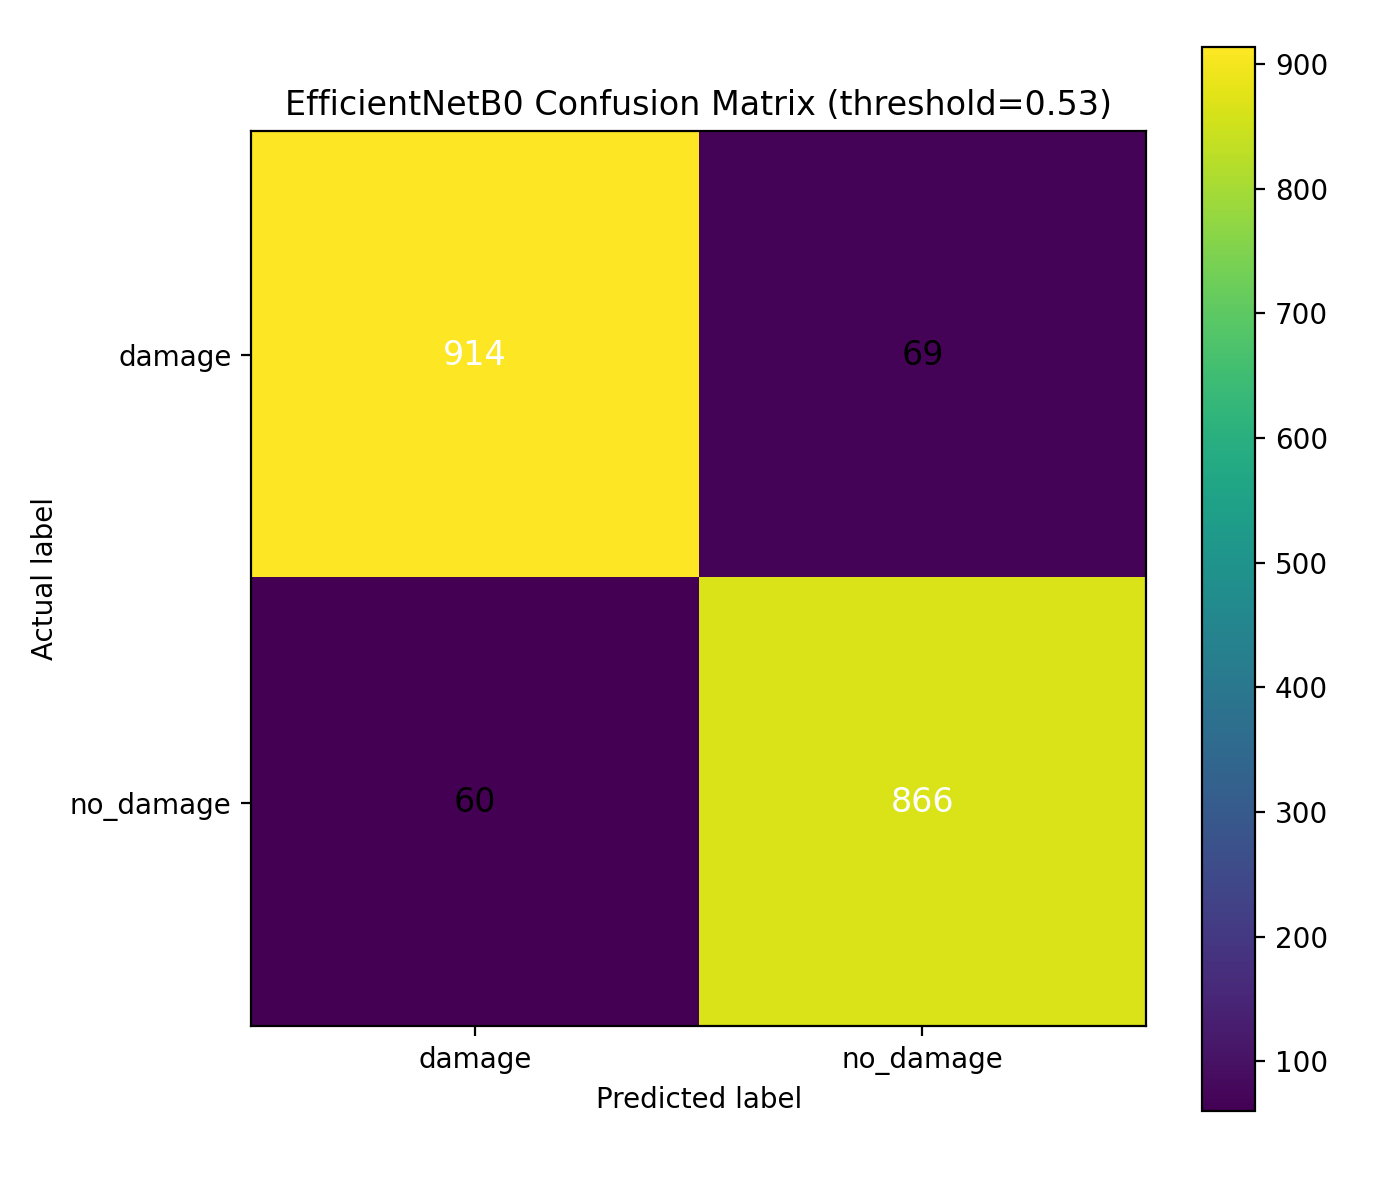 EfficientNetB0 Confusion Matrix (threshold=0.53)
Actual label
damage
no_damage
914
69
60
866
damage
no_damage
Predicted label
900
800
700
600
500
400
300
200
100